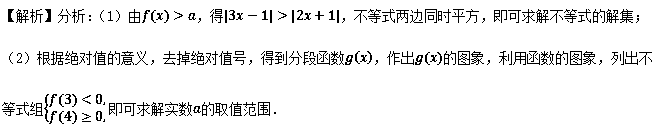 【解析】分析：（1）由f(x)>a，得|3x−1|>|2x+1|，不等式两边同时平方，即可求解不等式的解集；
（2）根据绝对值的意义，去掉绝对值号，得到分段函数g(x)，作出g(x)的图象，利用函数的图象，列出不
等式组{f(3)<0, f(4)≥0, 即可求解实数a的取值范围．